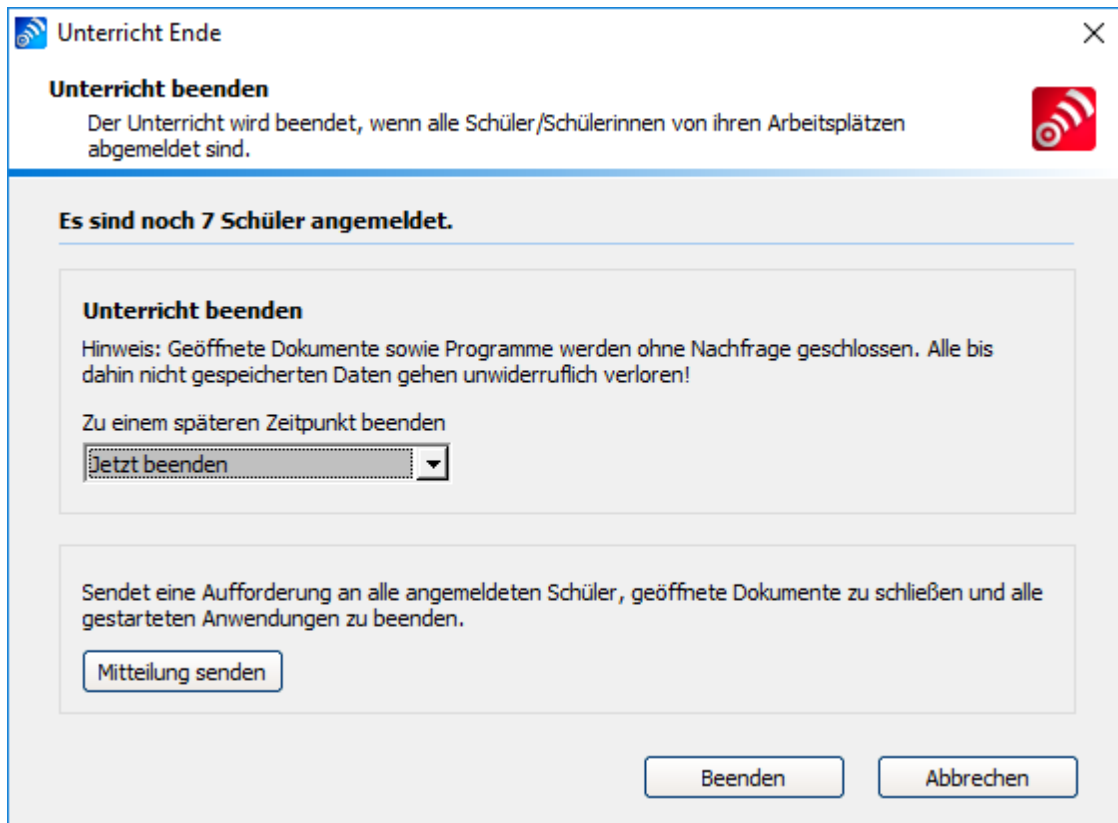 Unterricht Ende
Unterricht beenden
Der Unterricht wird beendet, wenn alle Schüler/Schülerinnen von ihren Arbeitsplätzen
abgemeldet sind.
Es sind noch 7 Schüler angemeldet.
Unterricht beenden
Hinweis: Geöffnete Dokumente sowie Programme werden ohne Nachfrage geschlossen. Alle bis
dahin nicht gespeicherten Daten gehen unwiderruflich verloren!
Zu einem späteren Zeitpunkt beenden
Jetzt beenden
Sendet eine Aufforderung an alle angemeldeten Schüler, geöffnete Dokumente zu schließen und alle
gestarteten Anwendungen zu beenden.
Mitteilung senden
Beenden Abbrechen